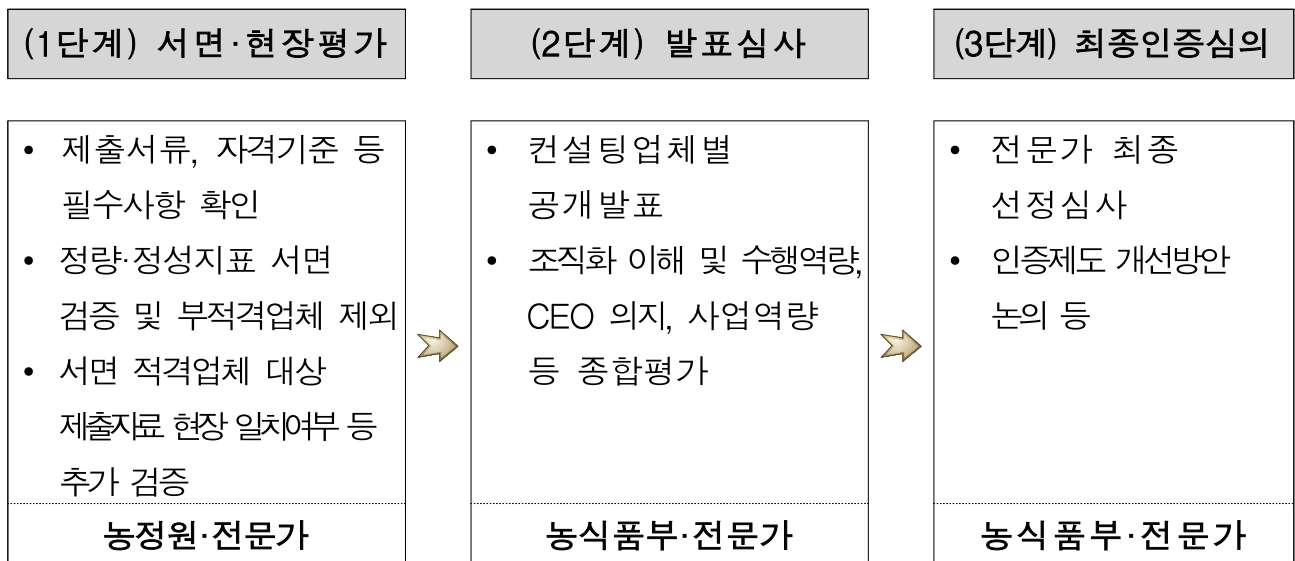 (1단계) 서면·현장평가
• 제출서류, 자격기준 등
필수사항 확인
• 정량·정성지표 서면
검증 및 부적격업체 제외
• 서면 적격업체 대상
제출자료 현장 일치여부 등
추가 검증
농정원·전문가
(2단계) 발표심사
• 컨설팅업체별
공개발표
• 조직화 이해 및 수행역량,
CEO 의지, 사업역량
등 종합평가
농식품부·전문가
(3단계) 최종인증심의
• 전문가 최종
선정심사
• 인증제도 개선방안
논의 등
농식품부·전문가